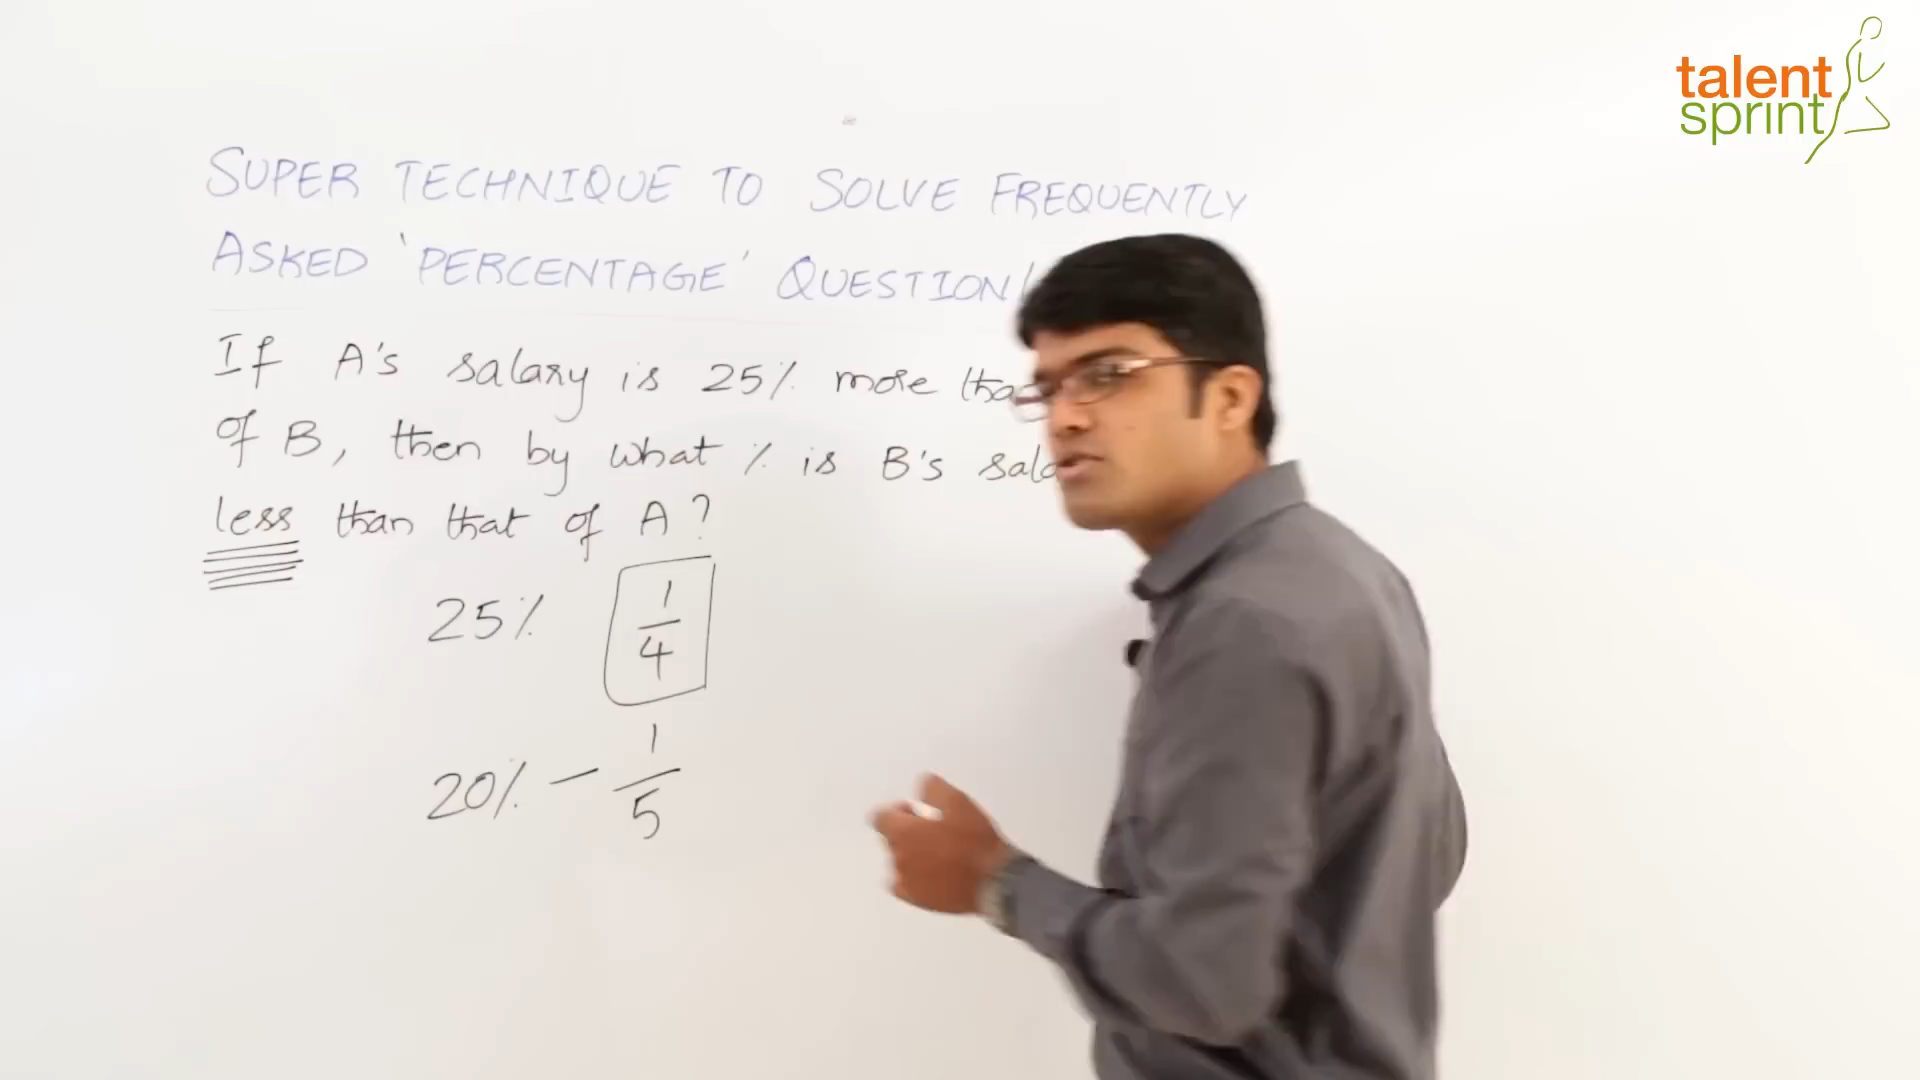 talent
sprint
SUPER TECHNIQUE TO SOLVE FREQUENTLY
ASKED 'PERCENTAGE' QUESTION
If A's salary is 25% more
of B, then by what % is B's
less than that of A?
25% 1/4
20% — 1/5